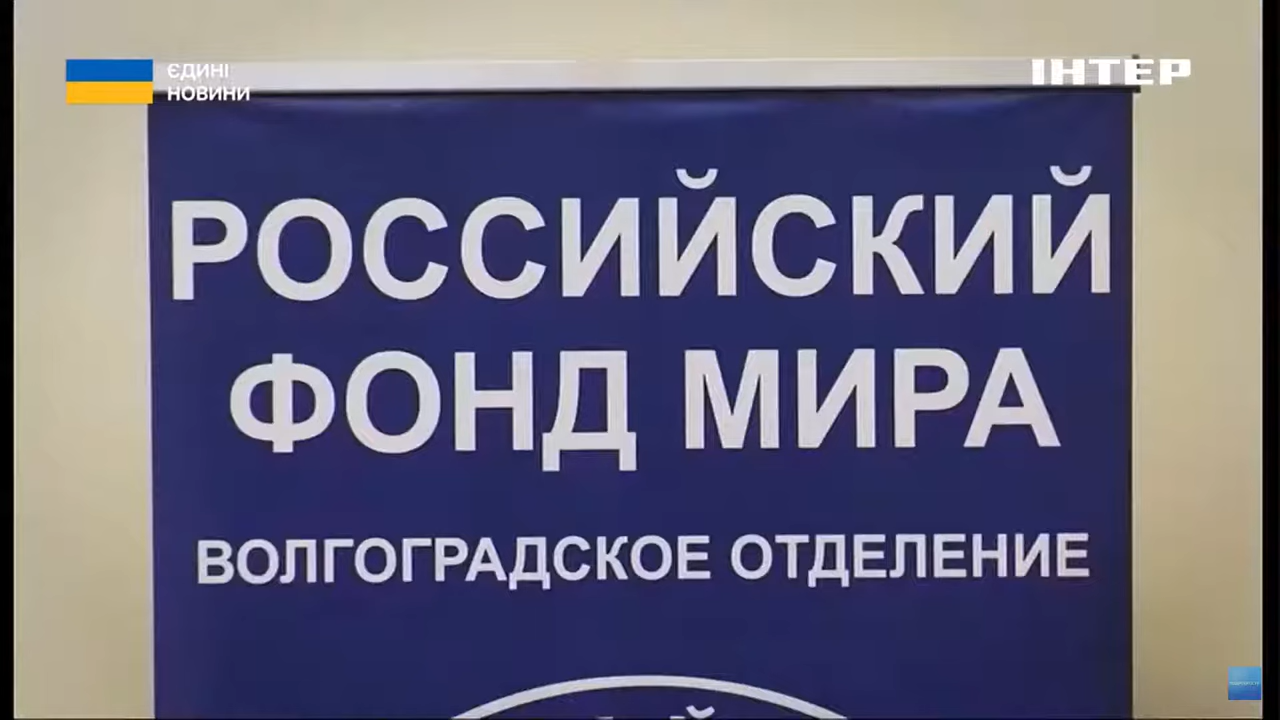 ЄДИНІ
НОВИНИ
ІНТЕР
РОССИЙСКИЙ
ФОНД МИРА
ВОЛГОГРАДСКОЕ ОТДЕЛЕНИЕ